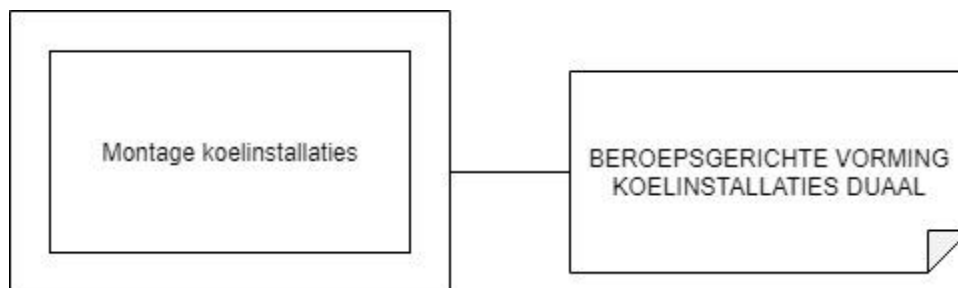 Montage koelinstallaties
BEROEPSGERICHTE VORMING
KOELINSTALLATIES DUAAL